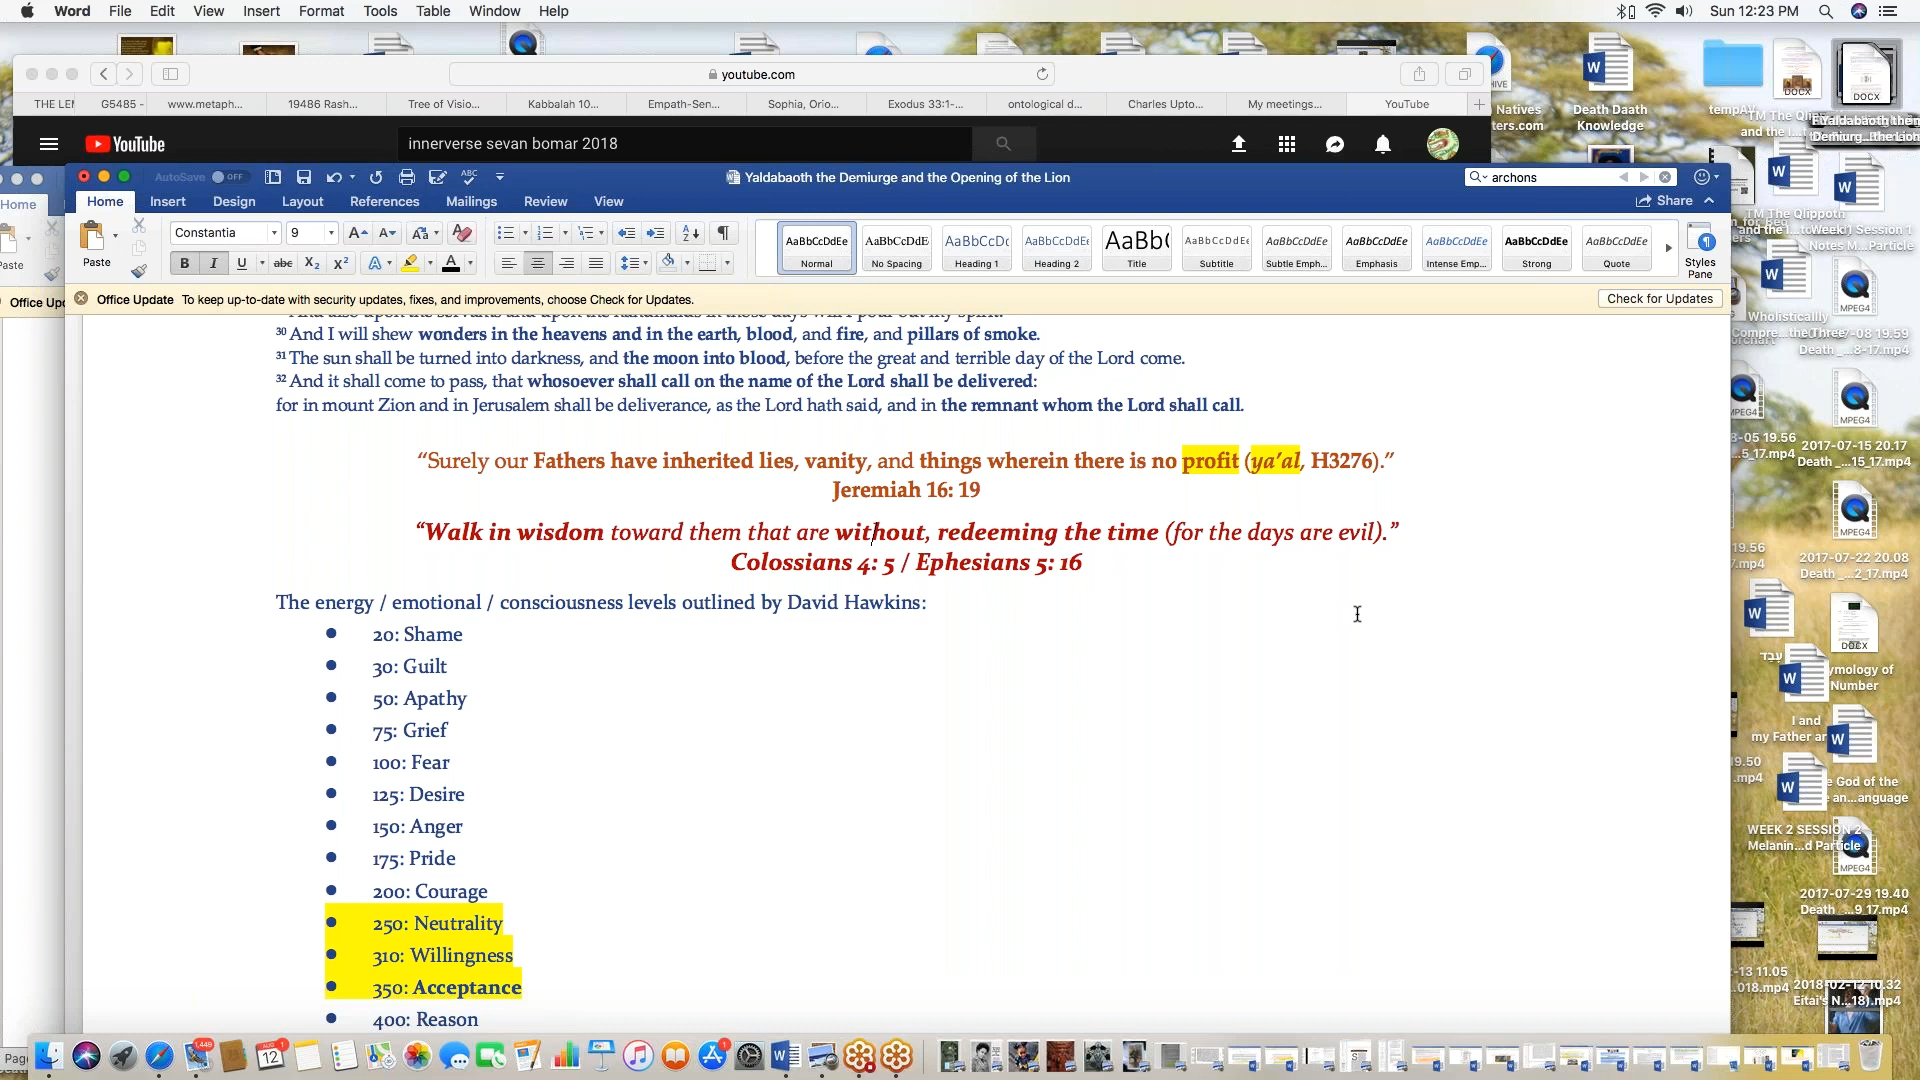 Word File Edit View Insert Format Tools Table Window Help
Sun 12:23 PM
youtube.com
G5485 - www.metaph... 19486 Rash... Tree of Visio... Kabbalah 10... Empath-Sen... Sophia, Orio... Exodus 33:1-... ontological d... Charles Upto... My meetings... YouTube
YouTube
innerverse sevan bomar 2018
AutoSave OFF
Yaldabaoth the Demiurge and the Opening of the Lion
archons
Home Insert Design Layout References Mailings Review View
Share
Paste
Constantia 9
AaBbCcDdEe Normal
AaBbCcDdE No Spacing
AaBbCcDc Heading 1
AaBbCcDdEe Heading 2
AaBb( Title
AaBbCcDdEe Subtitle
AaBbCcDdEe Subtle Emph...
AaBbCcDdEe Emphasis
AaBbCcDdEe Intense Emp...
AaBbCcDdEe Strong
AaBbCcDdEe Quote
Styles Pane
Office Update To keep up-to-date with security updates, fixes, and improvements, choose Check for Updates.
Check for Updates
30 And I will shew wonders in the heavens and in the earth, blood, and fire, and pillars of smoke.
31 The sun shall be turned into darkness, and the moon into blood, before the great and terrible day of the Lord come.
32 And it shall come to pass, that whosoever shall call on the name of the Lord shall be delivered:
for in mount Zion and in Jerusalem shall be deliverance, as the Lord hath said, and in the remnant whom the Lord shall call.
“Surely our Fathers have inherited lies, vanity, and things wherein there is no profit (ya’al, H3276).”
Jeremiah 16: 19
“Walk in wisdom toward them that are without, redeeming the time (for the days are evil).”
Colossians 4: 5 / Ephesians 5: 16
The energy / emotional / consciousness levels outlined by David Hawkins:
• 20: Shame
• 30: Guilt
• 50: Apathy
• 75: Grief
• 100: Fear
• 125: Desire
• 150: Anger
• 175: Pride
• 200: Courage
• 250: Neutrality
• 310: Willingness
• 350: Acceptance
• 400: Reason
Death Daath
Knowledge
2017-07-15 20.17
2017-07-22 20.08
2017-07-29 19.40
I and
WEEK 2 SESSION 2